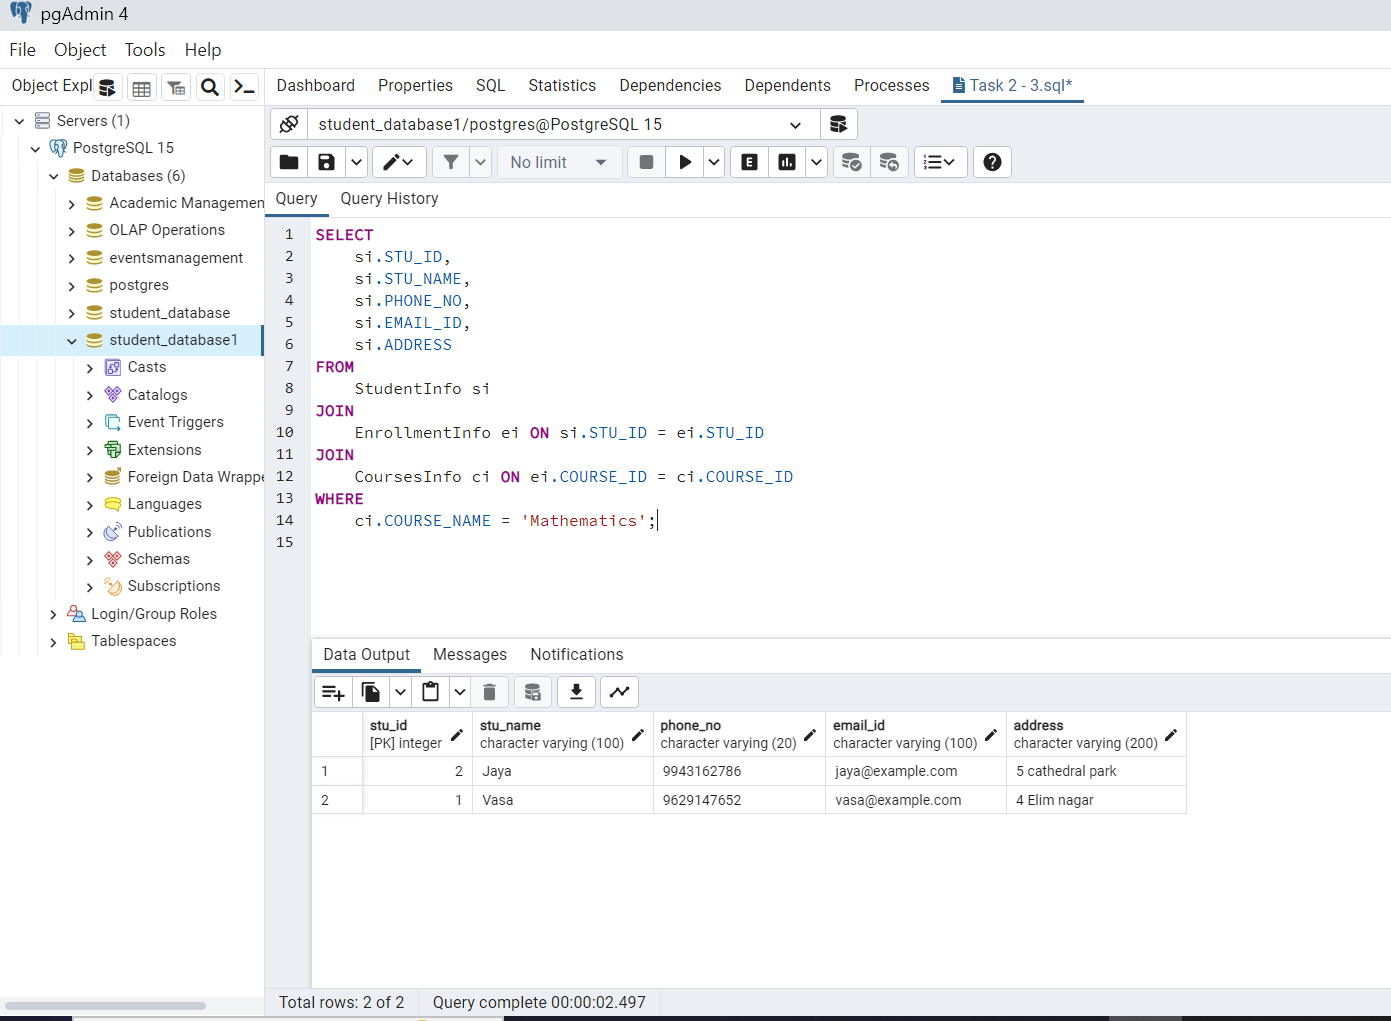 pgAdmin 4
File Object Tools Help
Object Expl
Dashboard Properties SQL Statistics Dependencies Dependents Processes Task 2 - 3.sql*
Servers (1)
PostgreSQL 15
Databases (6)
Academic Managemen
OLAP Operations
eventsmanagement
postgres
student_database
student_database1
Casts
Catalogs
Event Triggers
Extensions
Foreign Data Wrappe
Languages
Publications
Schemas
Subscriptions
Login/Group Roles
Tablespaces
student_database1/postgres@PostgreSQL 15
No limit
E
Query Query History
1 SELECT
2 si.STU_ID,
3 si.STU_NAME,
4 si.PHONE_NO,
5 si.EMAIL_ID,
6 si.ADDRESS
7 FROM
8 StudentInfo si
9 JOIN
10 EnrollmentInfo ei ON si.STU_ID = ei.STU_ID
11 JOIN
12 CoursesInfo ci ON ei.COURSE_ID = ci.COURSE_ID
13 WHERE
14 ci.COURSE_NAME = 'Mathematics';
15
Data Output Messages Notifications
stu_id stu_name phone_no email_id address
[PK] integer character varying (100) character varying (20) character varying (100) character varying (200)
1 2 Jaya 9943162786 jaya@example.com 5 cathedral park
2 1 Vasa 9629147652 vasa@example.com 4 Elim nagar
Total rows: 2 of 2 Query complete 00:00:02.497